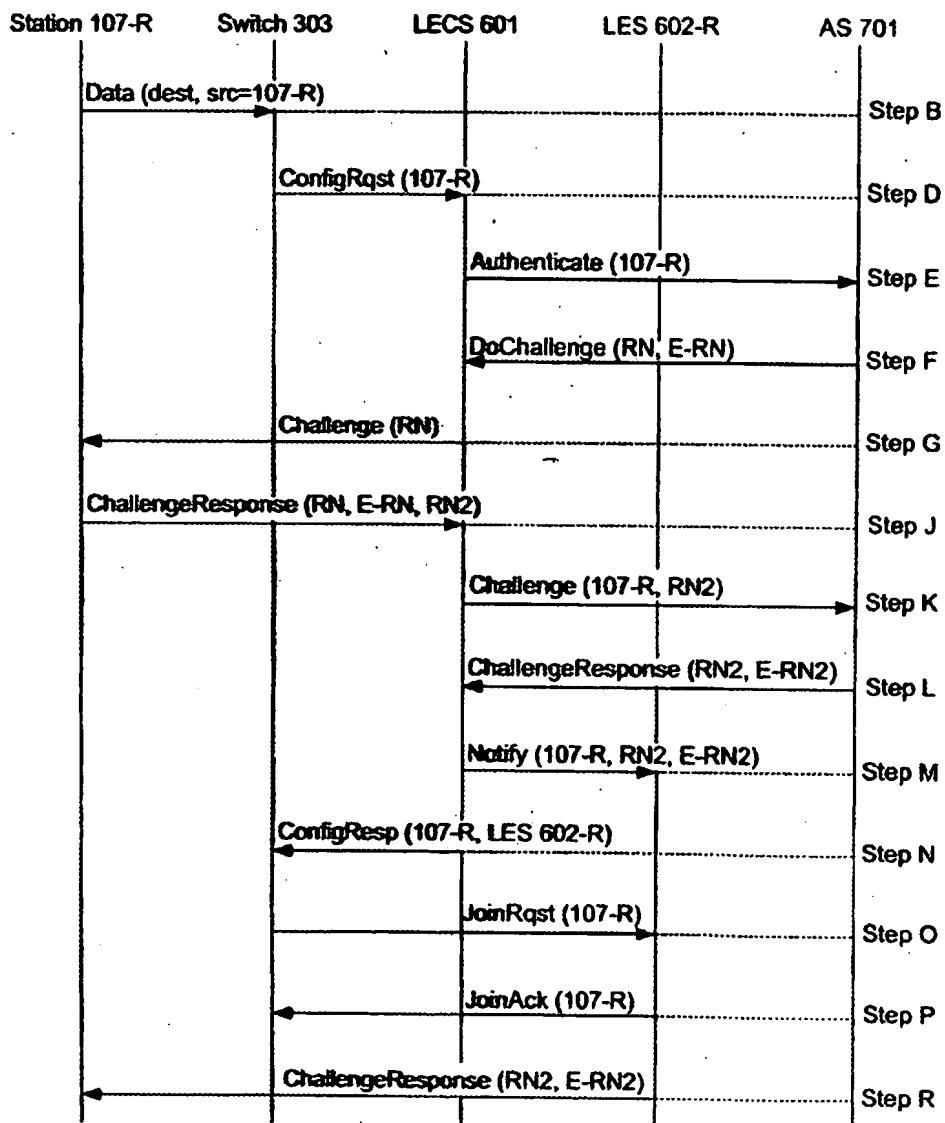 Station 107-R Switch 303 LECS 601 LES 602-R AS 701
Data (dest, src=107-R) Step B
ConfigRqst (107-R) Step D
Authenticate (107-R) Step E
DoChallenge (RN, E-RN) Step F
Challenge (RN) Step G
ChallengeResponse (RN, E-RN, RN2) Step J
Challenge (107-R, RN2) Step K
ChallengeResponse (RN2, E-RN2) Step L
Notify (107-R, RN2, E-RN2) Step M
ConfigResp (107-R, LES 602-R) Step N
JoinRqst (107-R) Step O
JoinAck (107-R) Step P
ChallengeResponse (RN2, E-RN2) Step R